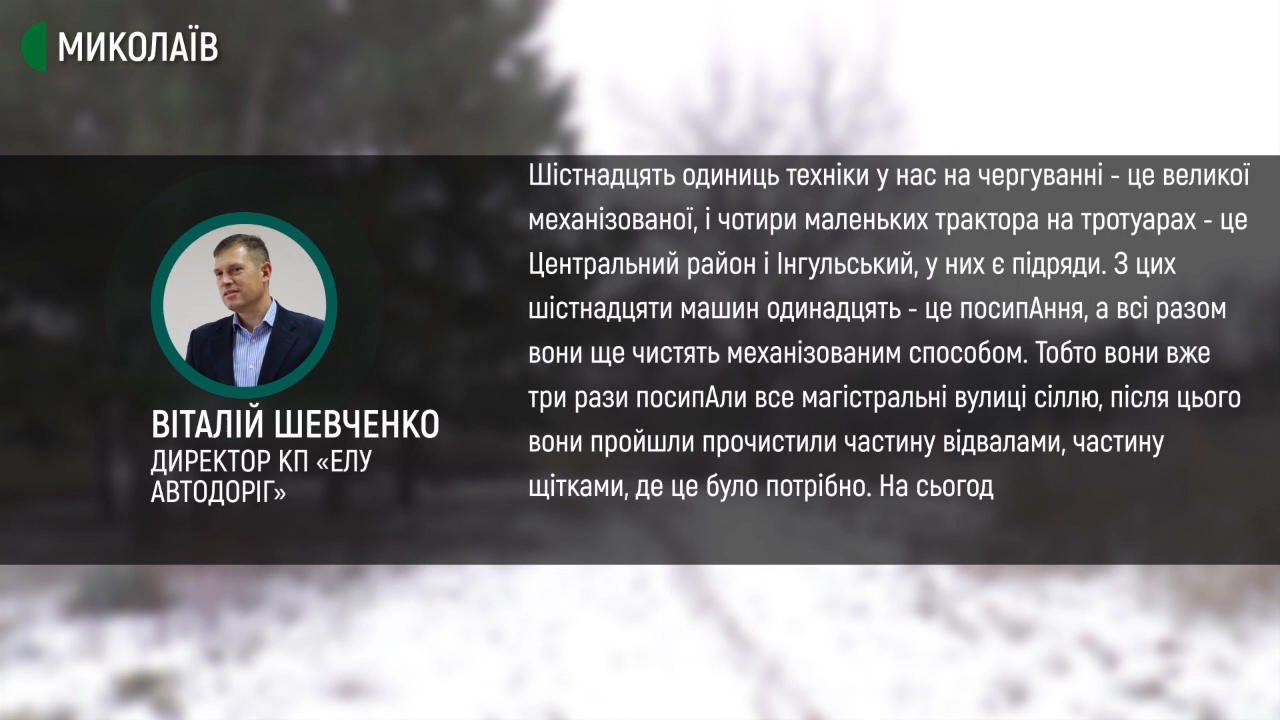 МИКОЛАЇВ
Шістнадцять одиниць техніки у нас на чергуванні - це великої
механізованої, і чотири маленьких трактора на тротуарах - це
Центральний район і Інгульський, у них є підряди. З цих
шістнадцяти машин одинадцять - це посипАння, а всі разом
вони ще чистять механізованим способом. Тобто вони вже
три рази посипАли все магістральні вулиці сіллю, після цього
вони пройшли прочистили частину відвалами, частину
щітками, де це було потрібно. На сьогод
ВІТАЛІЙ ШЕВЧЕНКО
ДИРЕКТОР КП «ЕЛУ
АВТОДОРІГ»